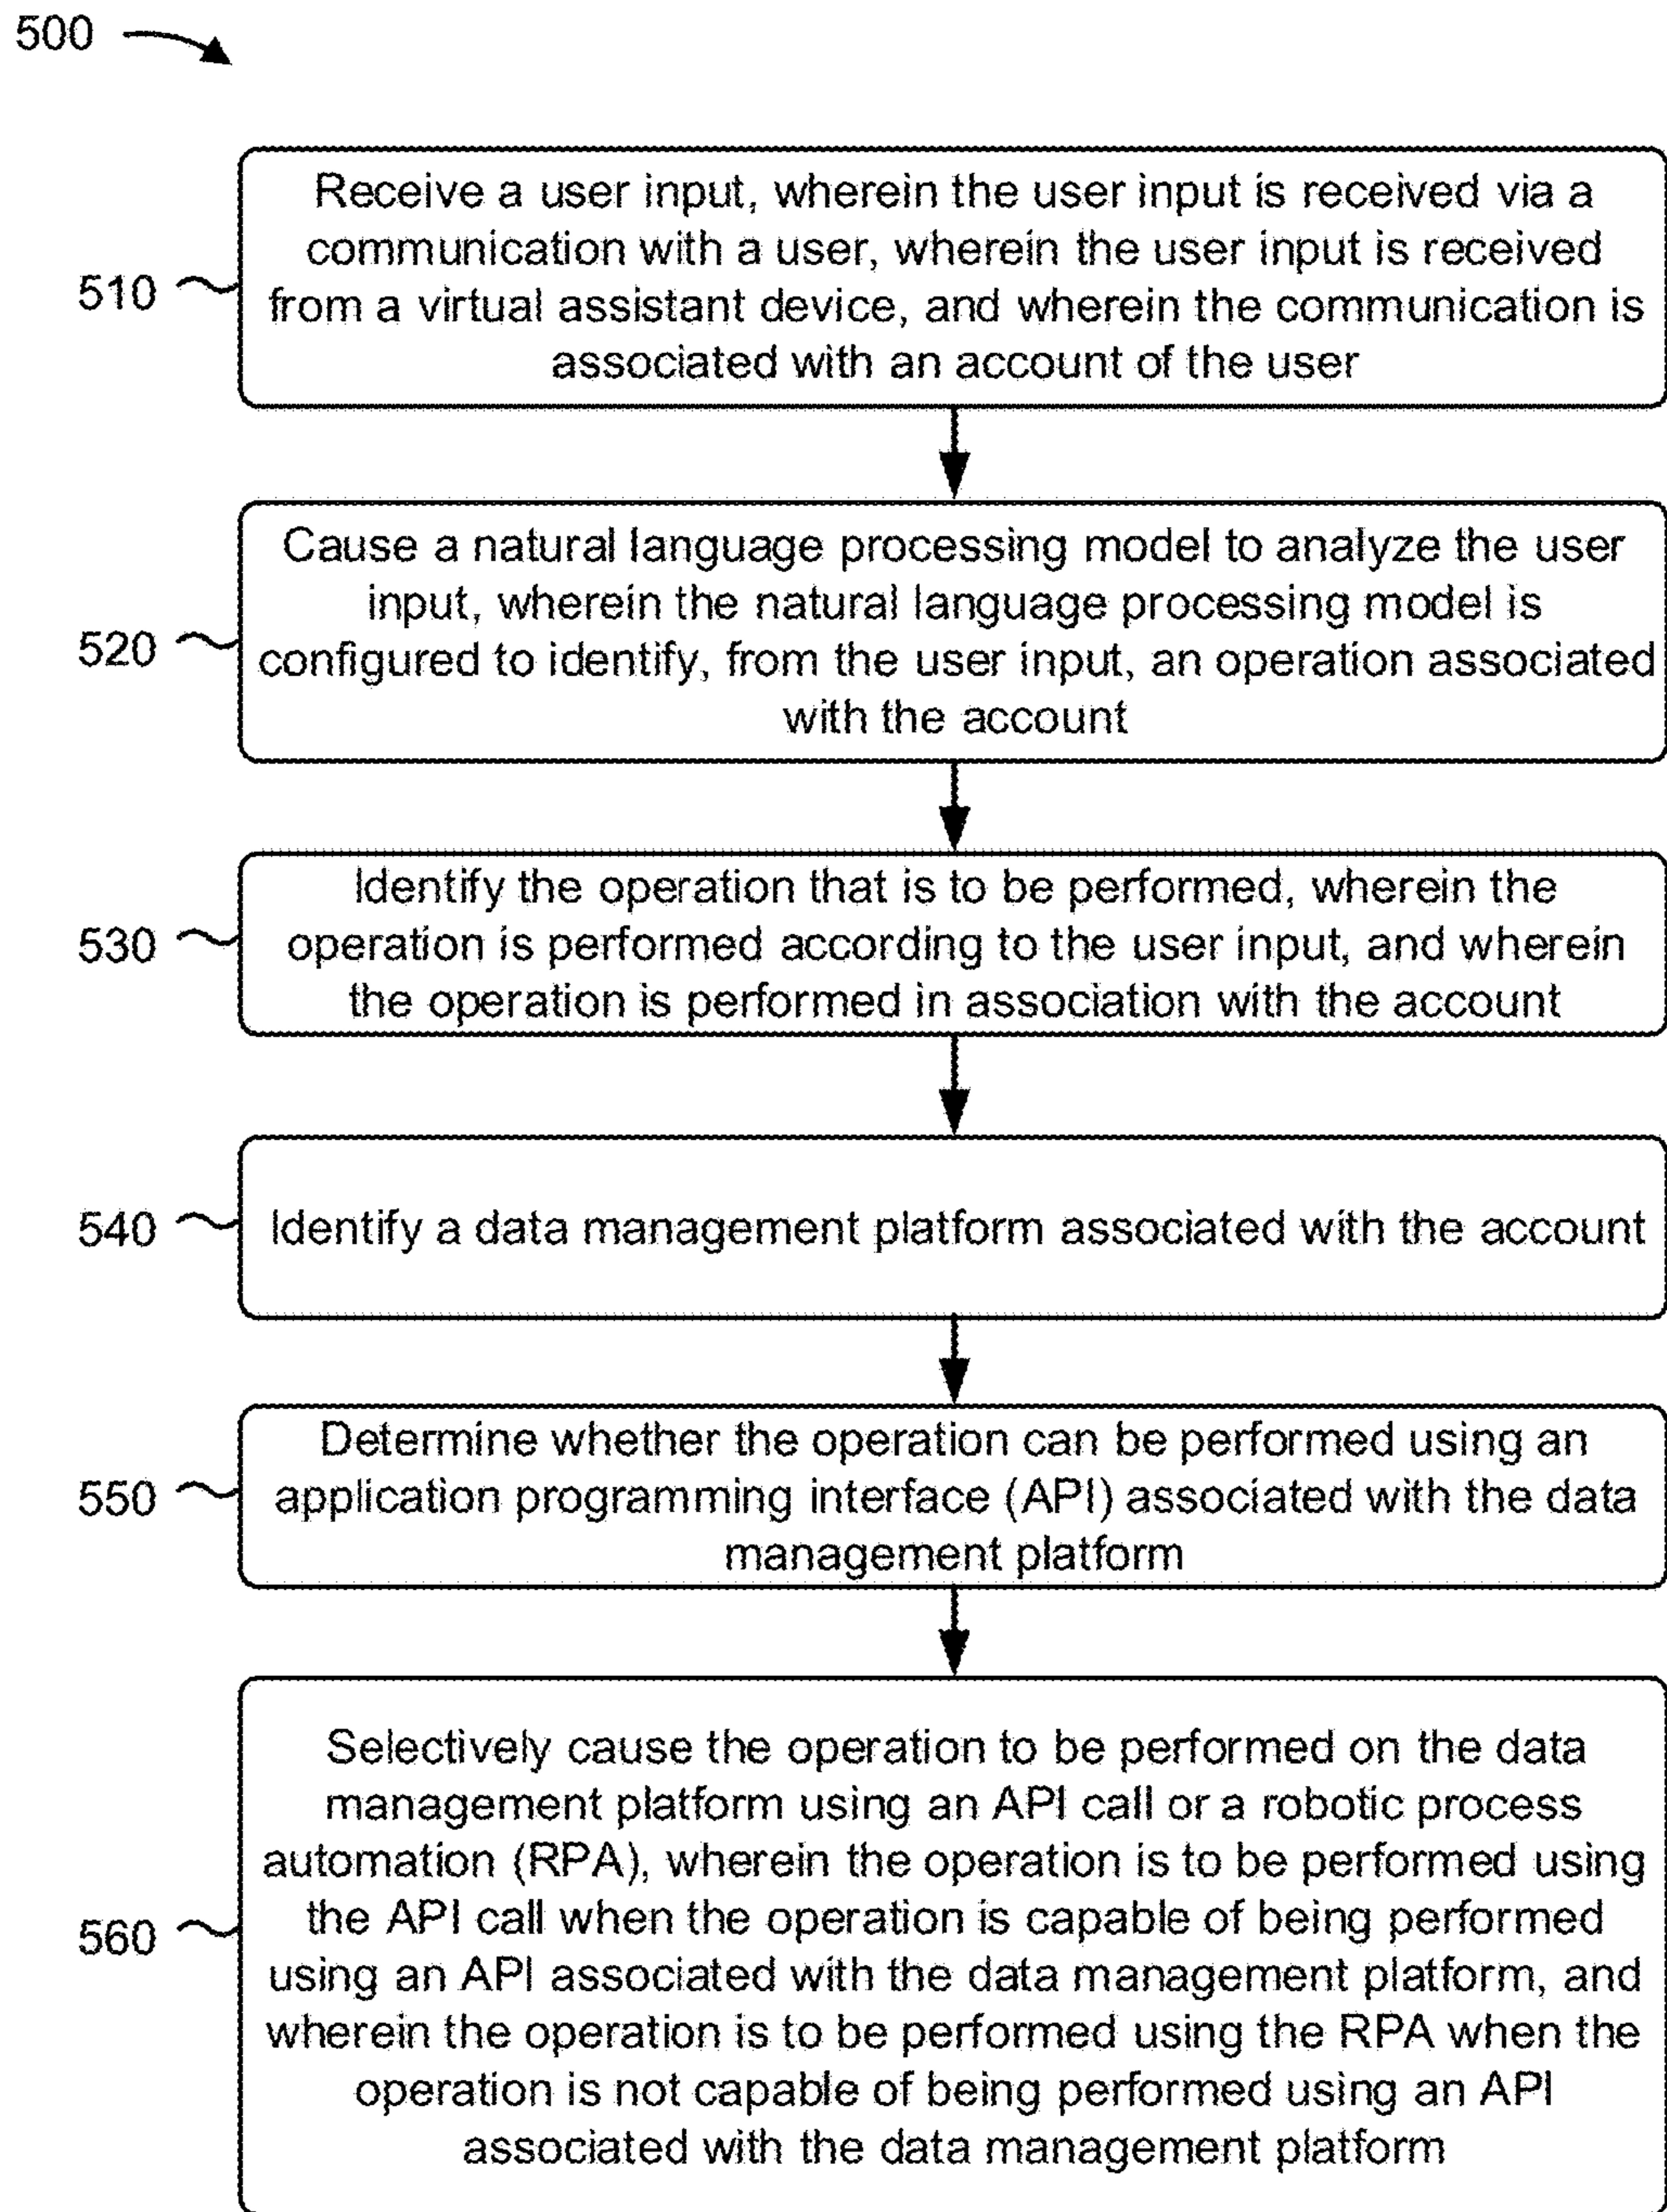 500
510
Receive a user input, wherein the user input is received via a
communication with a user, wherein the user input is received
from a virtual assistant device, and wherein the communication is
associated with an account of the user
520
Cause a natural language processing model to analyze the user
input, wherein the natural language processing model is
configured to identify, from the user input, an operation associated
with the account
530
Identify the operation that is to be performed, wherein the
operation is performed according to the user input, and wherein
the operation is performed in association with the account
540
Identify a data management platform associated with the account
550
Determine whether the operation can be performed using an
application programming interface (API) associated with the data
management platform
560
Selectively cause the operation to be performed on the data
management platform using an API call or a robotic process
automation (RPA), wherein the operation is to be performed using
the API call when the operation is capable of being performed
using an API associated with the data management platform, and
wherein the operation is to be performed using the RPA when the
operation is not capable of being performed using an API
associated with the data management platform